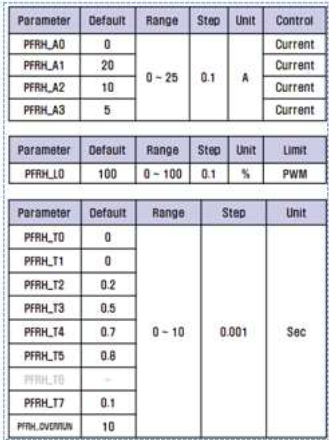 Parameter Default Range Step Unit Control
PFRH_A0 0 Current
PFRH_A1 20 Current
0 ~ 25 0.1 A
PFRH_A2 10 Current
PFRH_A3 5 Current
Parameter Default Range Step Unit Limit
PFRH_L0 100 0 ~ 100 0.1 % PWM
Parameter Default Range Step Unit
PFRH_T0 0
PFRH_T1 0
PFRH_T2 0.2
PFRH_T3 0.5
PFRH_T4 0.7 0 ~ 10 0.001 Sec
PFRH_T5 0.8
PFRH_T6 -
PFRH_T7 0.1
PFRH_OVERRUN 10